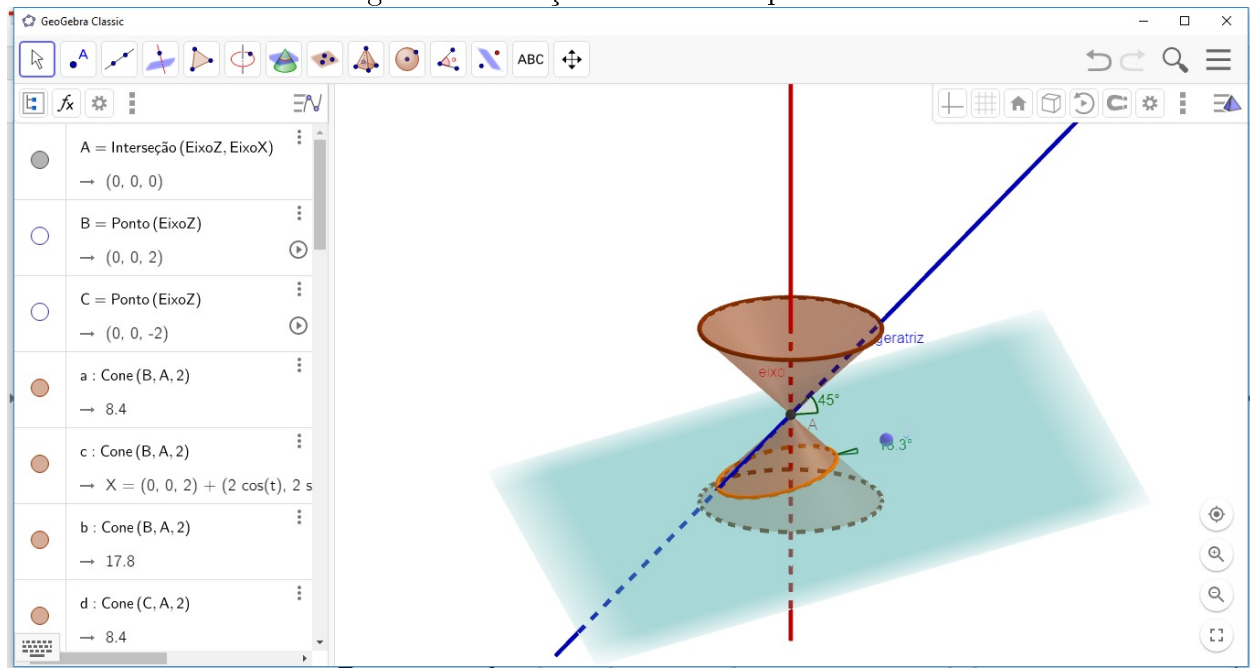 GeoGebra Classic
ABC
A = Interseção (EixoZ, EixoX)
→ (0, 0, 0)
B = Ponto (EixoZ)
→ (0, 0, 2)
C = Ponto (EixoZ)
→ (0, 0, -2)
a : Cone (B, A, 2)
→ 8.4
c : Cone (B, A, 2)
→ X = (0, 0, 2) + (2 cos(t), 2 s
b : Cone (B, A, 2)
→ 17.8
d : Cone (C, A, 2)
→ 8.4
geratriz
eixo
45°
A